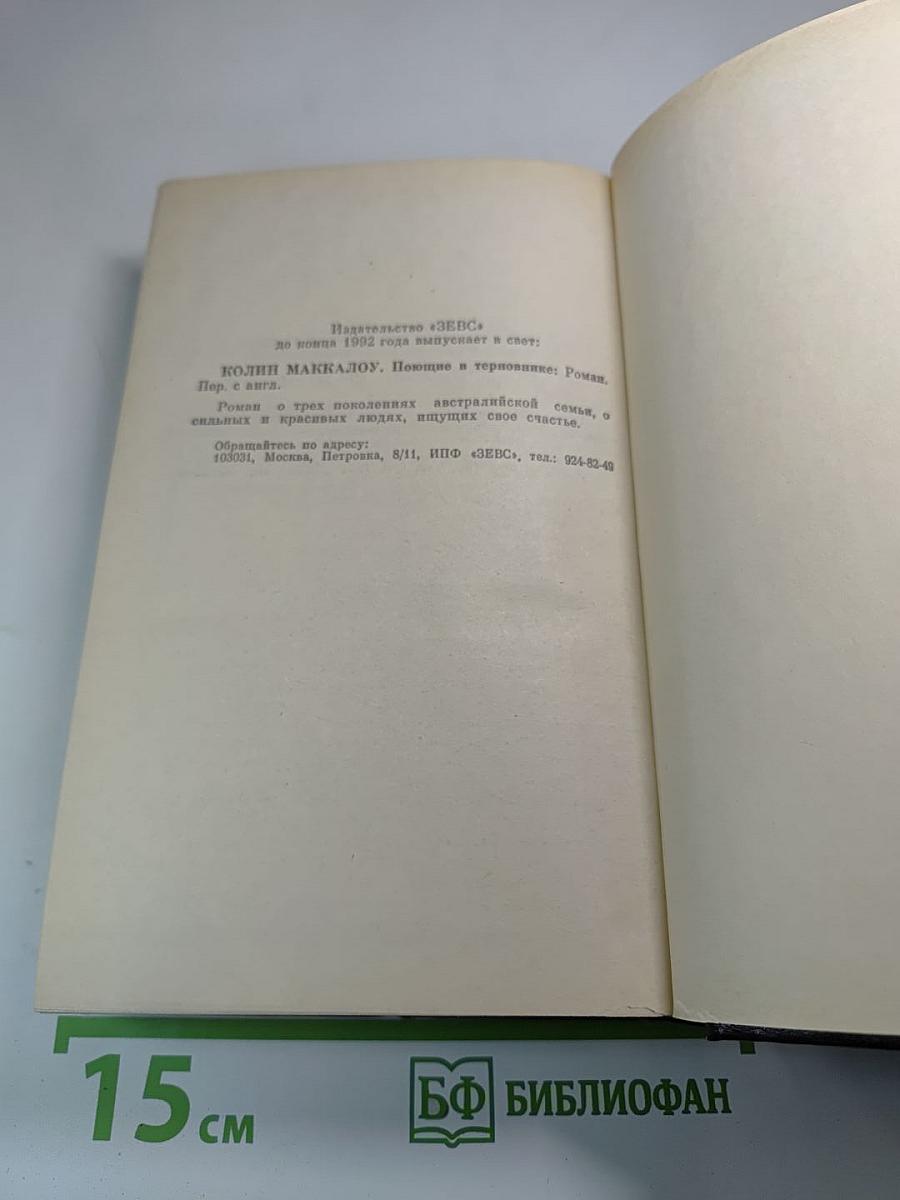 Издательство «ЗЕВС»
до конца 1992 года выпускает в свет:
КОЛИН МАККАЛОУ. Поющие в терновнике: Роман.
Пер. с англ.
Роман о трех поколениях австралийской семьи, о
сильных и красивых людях, ищущих свое счастье.
Обращайтесь по адресу:
103031, Москва, Петровка, 8/11, ИПФ «ЗЕВС», тел.: 924-82-49
15 см
БФ БИБЛИОФАН